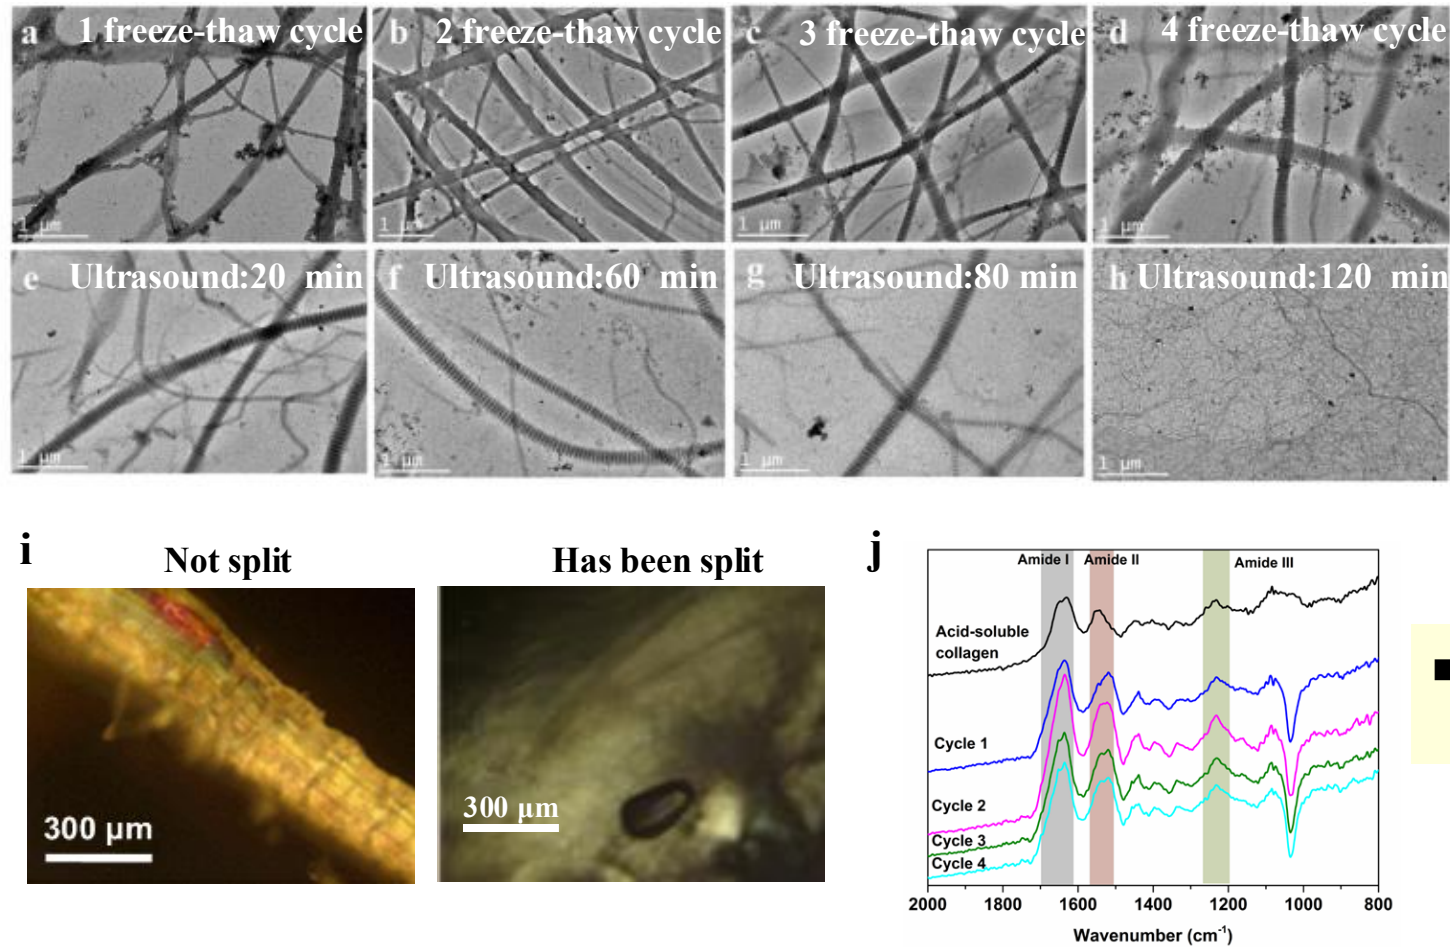 a 1 freeze-thaw cycle
b 2 freeze-thaw cycle
c 3 freeze-thaw cycle
d 4 freeze-thaw cycle
1 μm
1 μm
1 μm
1 μm
e Ultrasound:20 min
f Ultrasound:60 min
g Ultrasound:80 min
h Ultrasound:120 min
1 μm
1 μm
1 μm
1 μm
i
Not split
Has been split
300 μm
300 μm
j
Amide I
Amide II
Amide III
Acid-soluble
collagen
Cycle 1
Cycle 2
Cycle 3
Cycle 4
2000 1800 1600 1400 1200 1000 800
Wavenumber (cm⁻¹)